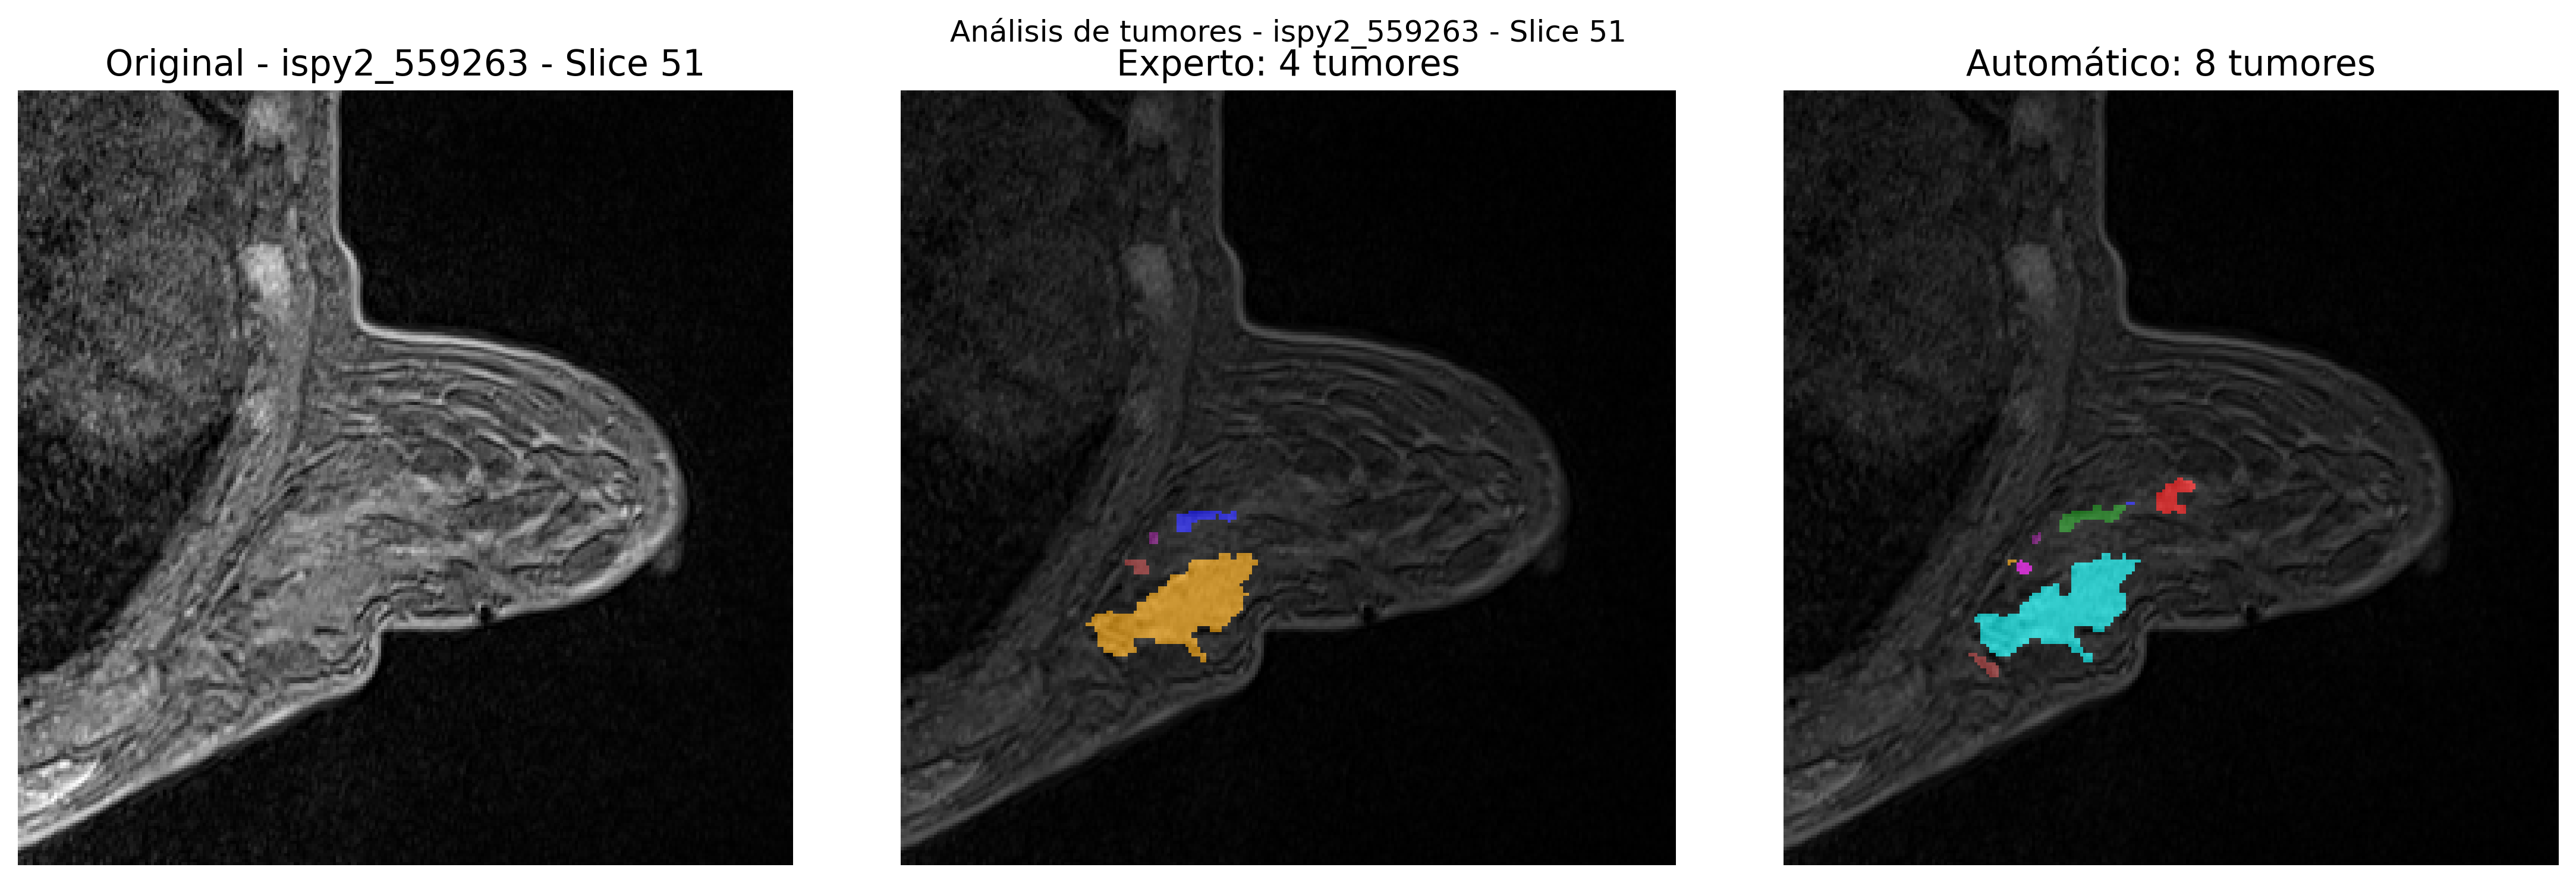 Análisis de tumores - ispy2_559263 - Slice 51
Original - ispy2_559263 - Slice 51
Experto: 4 tumores
Automático: 8 tumores